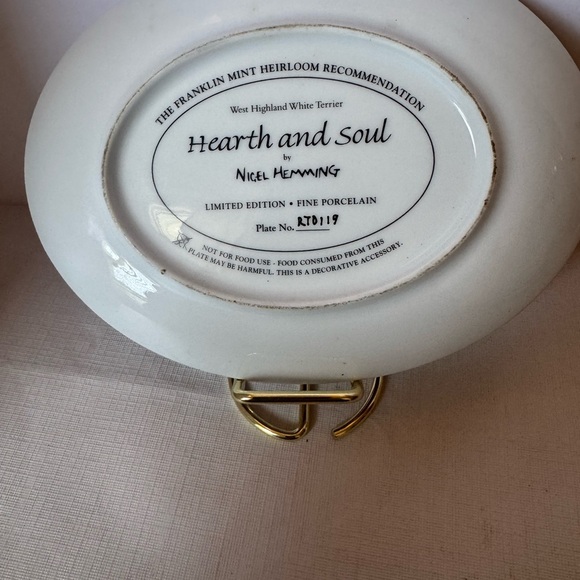 THE FRANKLIN MINT HEIRLOOM RECOMMENDATION
West Highland White Terrier
Hearth and Soul
by
NIGEL HEMMING
LIMITED EDITION • FINE PORCELAIN
Plate No. RTD119
NOT FOR FOOD USE - FOOD CONSUMED FROM THIS
PLATE MAY BE HARMFUL. THIS IS A DECORATIVE ACCESSORY.